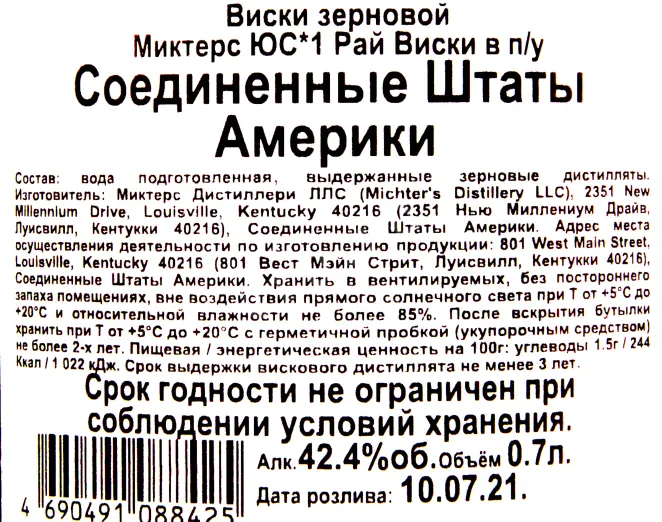 Виски зерновой
Миктерс ЮС*1 Рай Виски в п/у
Соединенные Штаты
Америки
Состав: вода подготовленная, выдержанные зерновые дистилляты.
Изготовитель: Миктерс Дистиллери ЛЛС (Michter's Distillery LLC), 2351 New
Millennium Drive, Louisville, Kentucky 40216 (2351 Нью Миллениум Драйв,
Луисвилл, Кентукки 40216), Соединенные Штаты Америки. Адрес места
осуществления деятельности по изготовлению продукции: 801 West Main Street,
Louisville, Kentucky 40216 (801 Вест Мэйн Стрит, Луисвилл, Кентукки 40216),
Соединенные Штаты Америки. Хранить в вентилируемых, без постороннего
запаха помещениях, вне воздействия прямого солнечного света при Т от +5°С до
+20°С и относительной влажности не более 85%. После вскрытия бутылки
хранить при Т от +5°С до +20°С с герметичной пробкой (укупорочным средством)
не более 2-х лет. Пищевая / энергетическая ценность на 100г: углеводы 1.5г / 244
Ккал / 1 022 кДж. Срок выдержки вискового дистиллята не менее 3 лет.
Срок годности не ограничен при
соблюдении условий хранения.
Алк.42.4%об.Объём 0.7л.
Дата розлива: 10.07.21.
4 690491 088425